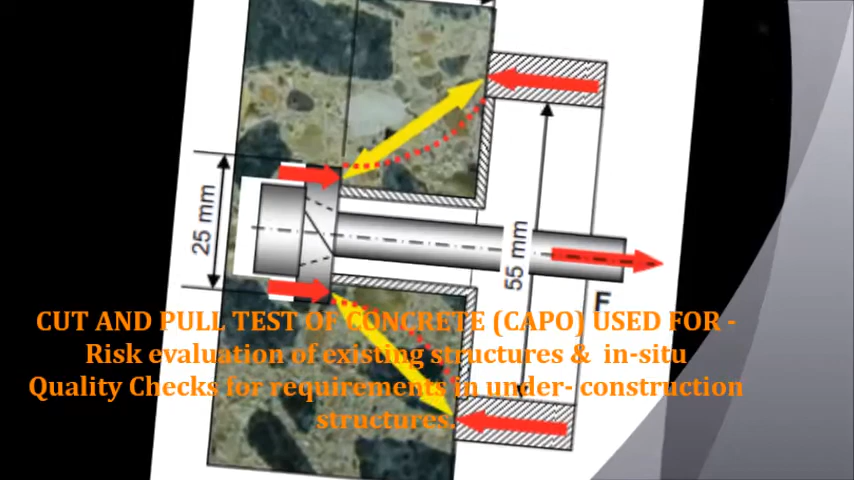 25 mm
55 mm
F
CUT AND PULL TEST OF CONCRETE (CAPO) USED FOR -
Risk evaluation of existing structures & in-situ
Quality Checks for requirements in under- construction
structures.